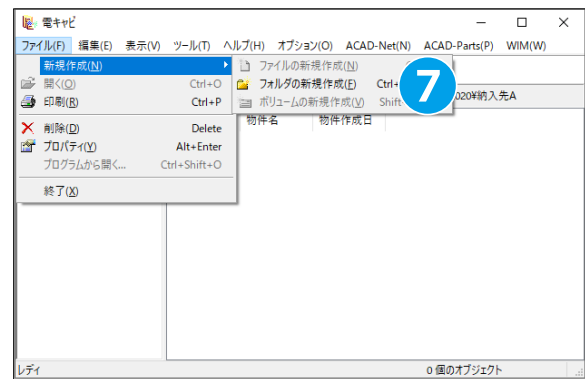 電キャビ
ファイル(F) 編集(E) 表示(V) ツール(T) ヘルプ(H) オプション(O) ACAD-Net(N) ACAD-Parts(P) WIM(W)
新規作成(N)
開く(O) Ctrl+O
印刷(R) Ctrl+P
削除(D) Delete
プロパティ(Y) Alt+Enter
プログラムから開く... Ctrl+Shift+O
終了(X)
ファイルの新規作成(N)
フォルダの新規作成(F) Ctrl+
ボリュームの新規作成(V) Shift
7
020¥納入先A
物件名 物件作成日
レディ 0 個のオブジェクト